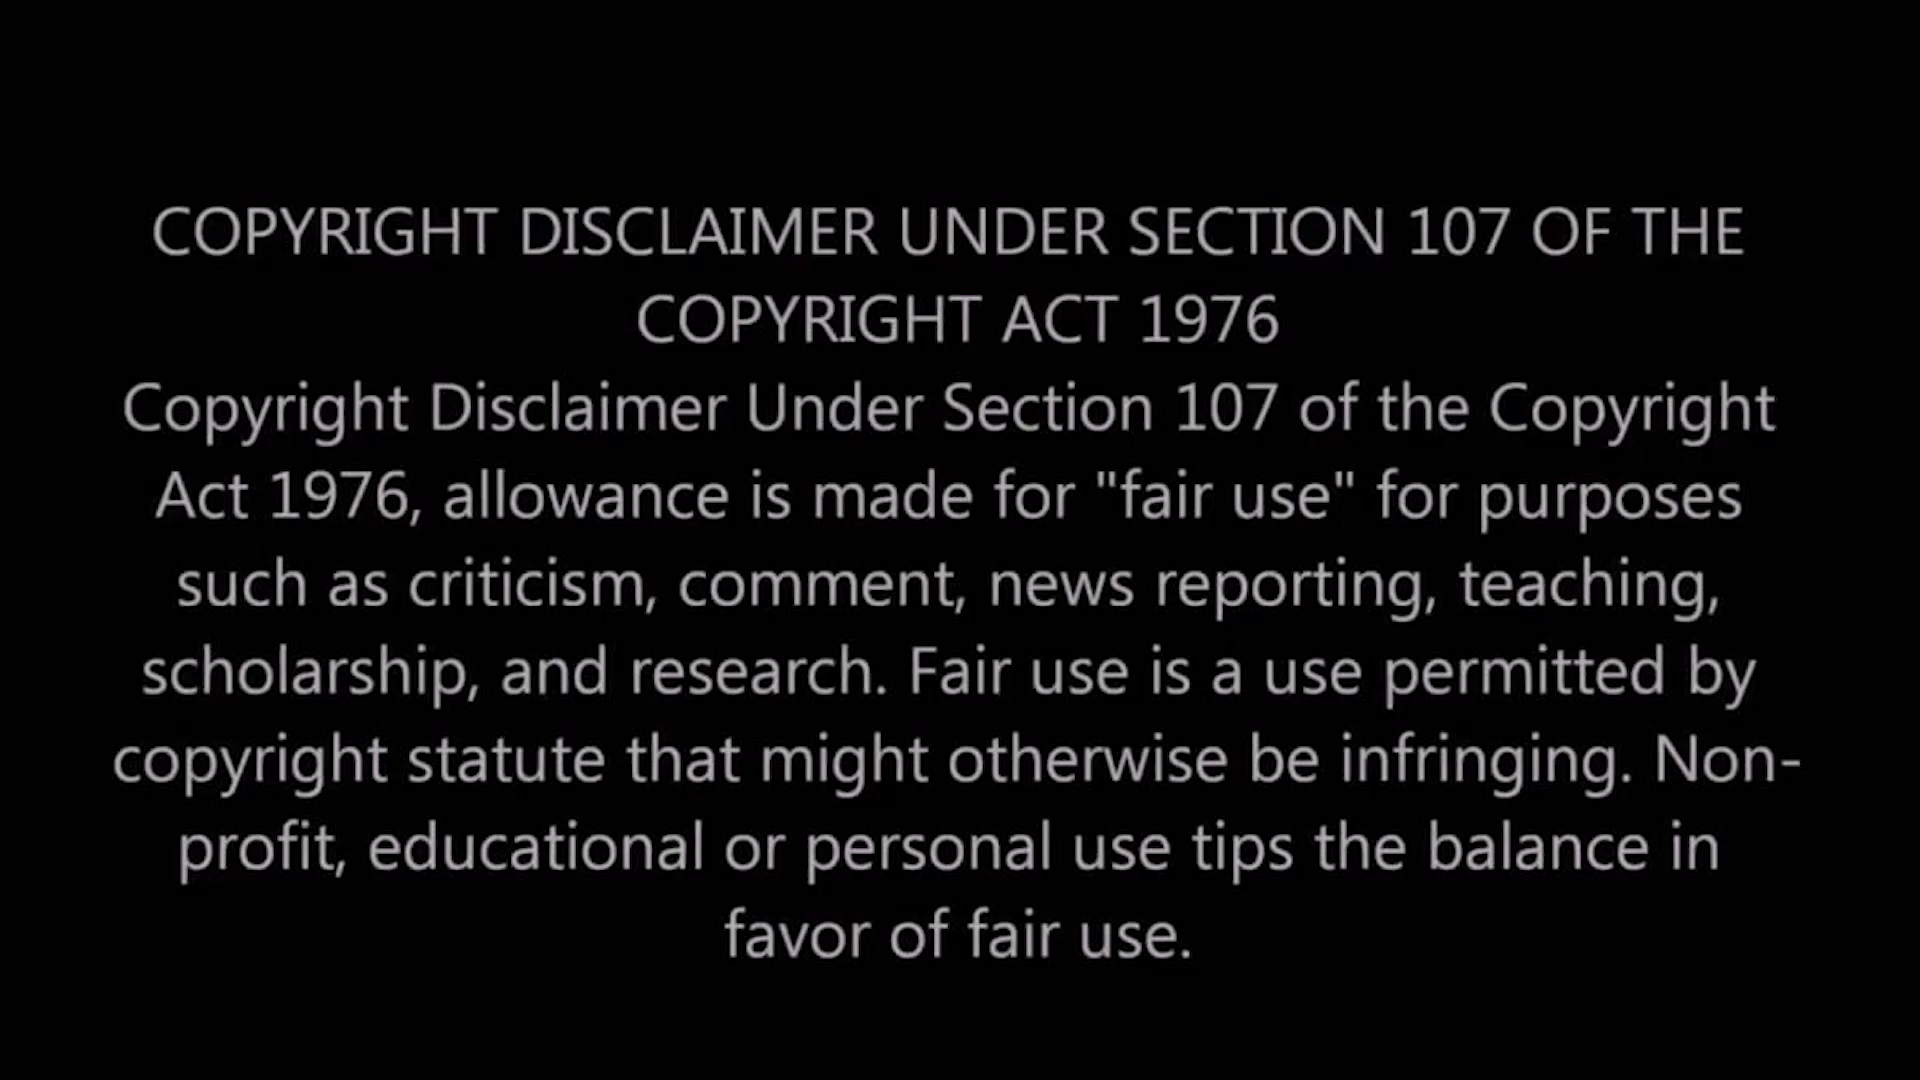 COPYRIGHT DISCLAIMER UNDER SECTION 107 OF THE
COPYRIGHT ACT 1976
Copyright Disclaimer Under Section 107 of the Copyright
Act 1976, allowance is made for "fair use" for purposes
such as criticism, comment, news reporting, teaching,
scholarship, and research. Fair use is a use permitted by
copyright statute that might otherwise be infringing. Non-
profit, educational or personal use tips the balance in
favor of fair use.